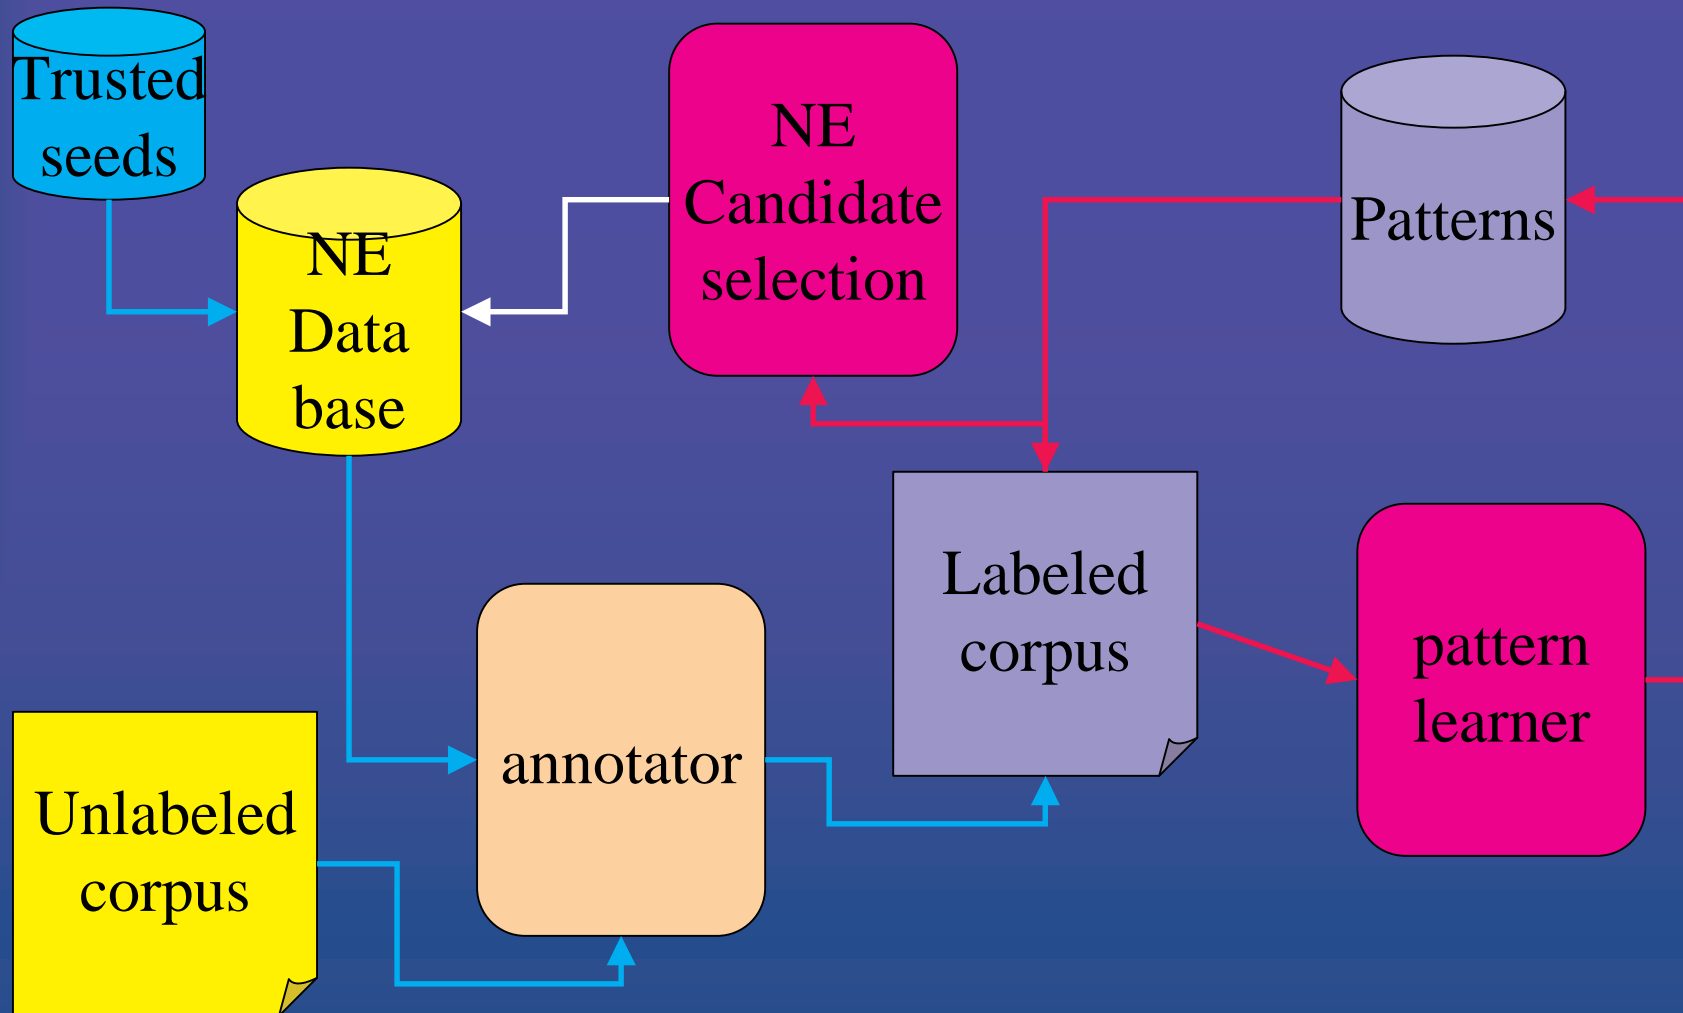 Trusted
seeds
NE
Data
base
NE
Candidate
selection
Patterns
Labeled
corpus
pattern
learner
annotator
Unlabeled
corpus